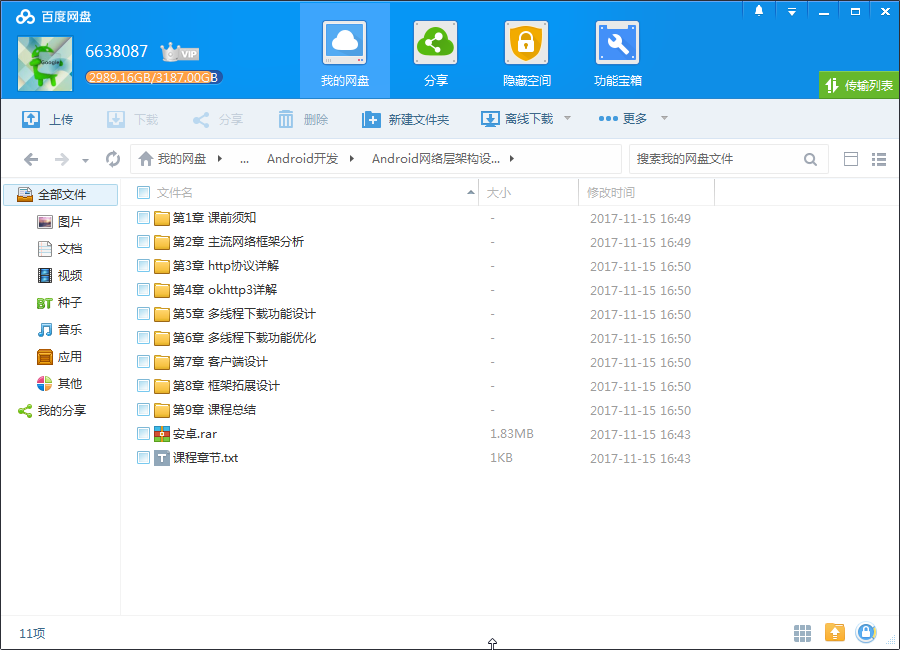 百度网盘
6638087 VIP
2989.16GB/3187.00GB
我的网盘 分享 隐藏空间 功能宝箱
传输列表
上传 下载 分享 删除 新建文件夹 离线下载 更多
我的网盘 ... Android开发 Android网络层架构设... 搜索我的网盘文件
全部文件
图片
文档
视频
BT 种子
音乐
应用
其他
我的分享
文件名 大小 修改时间
第1章 课前须知 - 2017-11-15 16:49
第2章 主流网络框架分析 - 2017-11-15 16:49
第3章 http协议详解 - 2017-11-15 16:50
第4章 okhttp3详解 - 2017-11-15 16:50
第5章 多线程下载功能设计 - 2017-11-15 16:50
第6章 多线程下载功能优化 - 2017-11-15 16:50
第7章 客户端设计 - 2017-11-15 16:50
第8章 框架拓展设计 - 2017-11-15 16:50
第9章 课程总结 - 2017-11-15 16:50
安卓.rar 1.83MB 2017-11-15 16:43
课程章节.txt 1KB 2017-11-15 16:43
11项